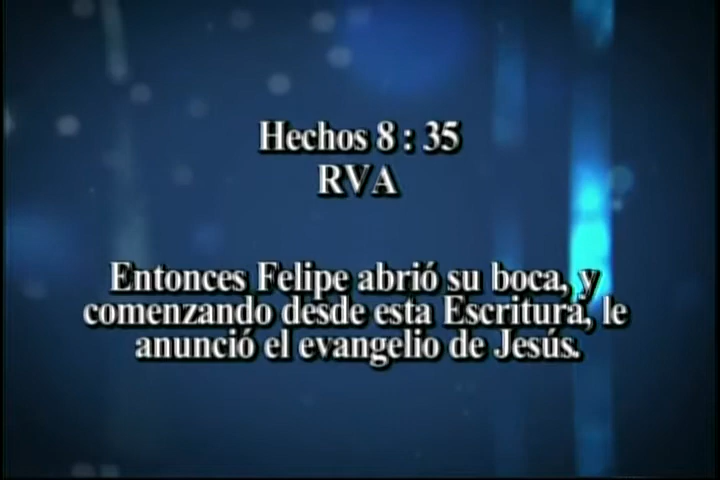 Hechos 8 : 35
RVA
Entonces Felipe abrió su boca, y
comenzando desde esta Escritura, le
anunció el evangelio de Jesús.